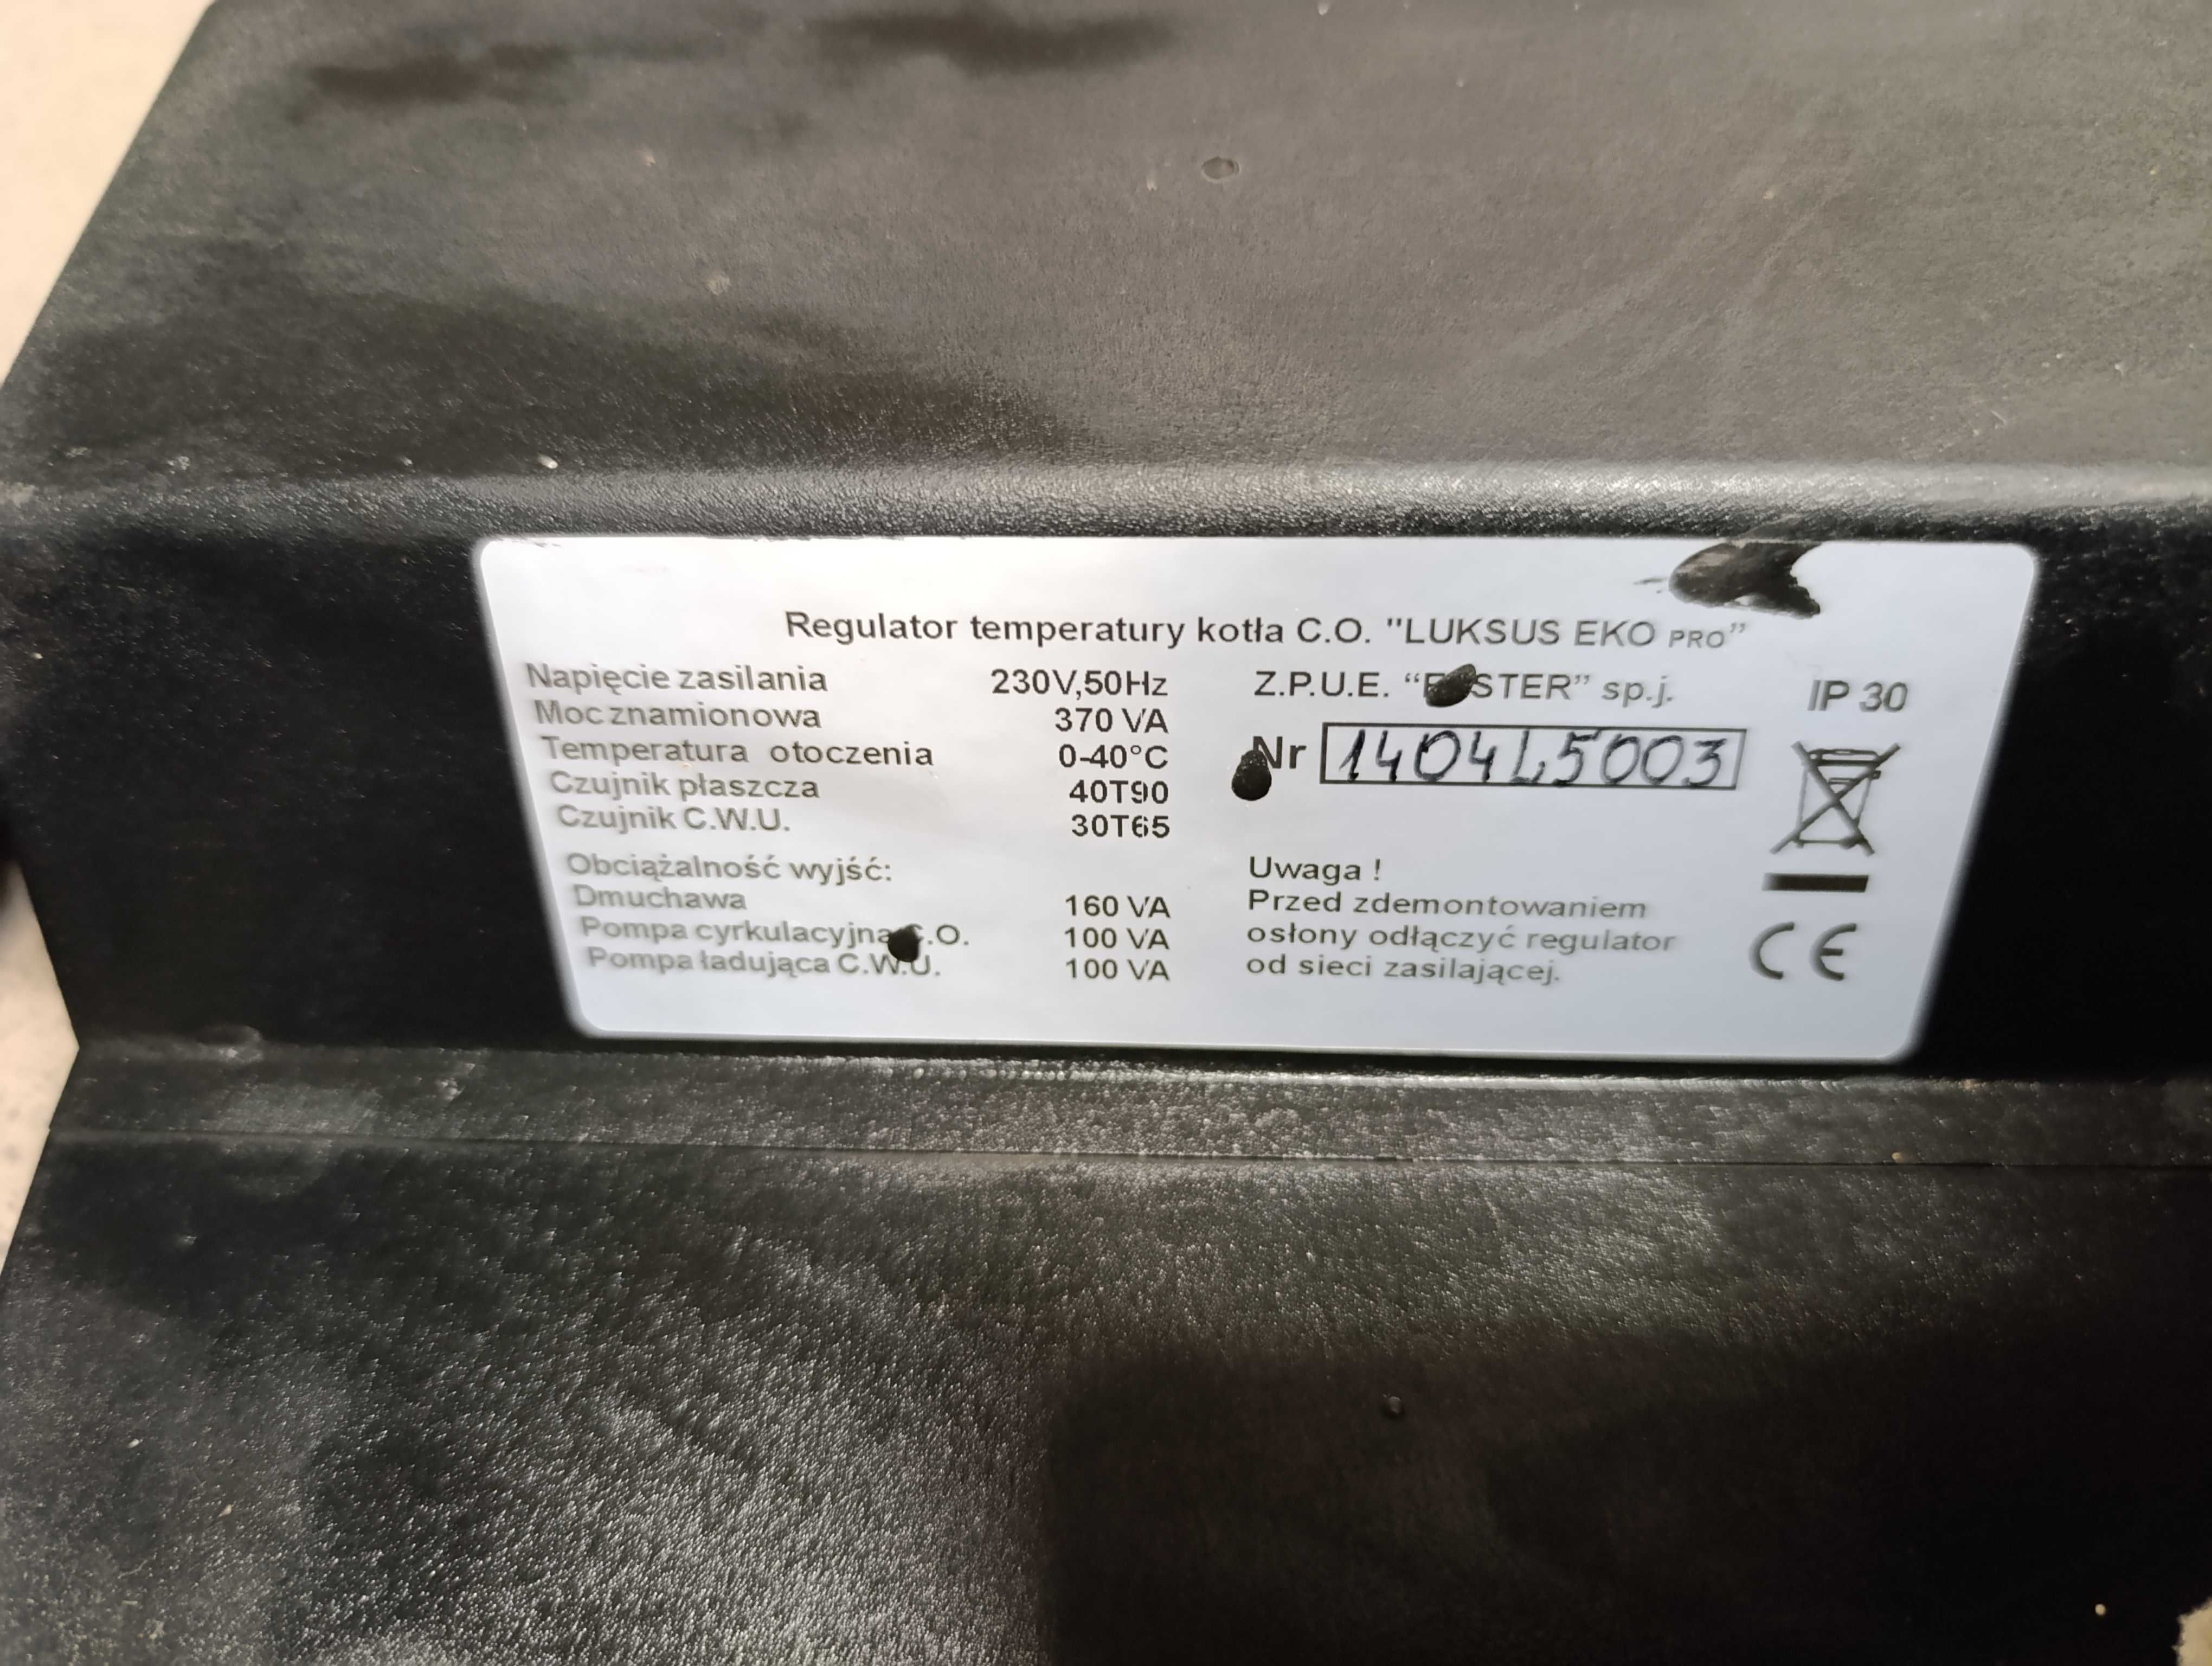 Regulator temperatury kotła C.O. "LUKSUS EKO PRO”
Napięcie zasilania 230V,50Hz
Moc znamionowa 370 VA
Temperatura otoczenia 0-40°C
Czujnik płaszcza 40T90
Czujnik C.W.U. 30T65
Obciążalność wyjść:
Dmuchawa 160 VA
Pompa cyrkulacyjna C.O. 100 VA
Pompa ładująca C.W.U. 100 VA
Z.P.U.E. sp.j.
Nr 1404L5003
Uwaga !
Przed zdemontowaniem
osłony odłączyć regulator
od sieci zasilającej.
IP 30
CE